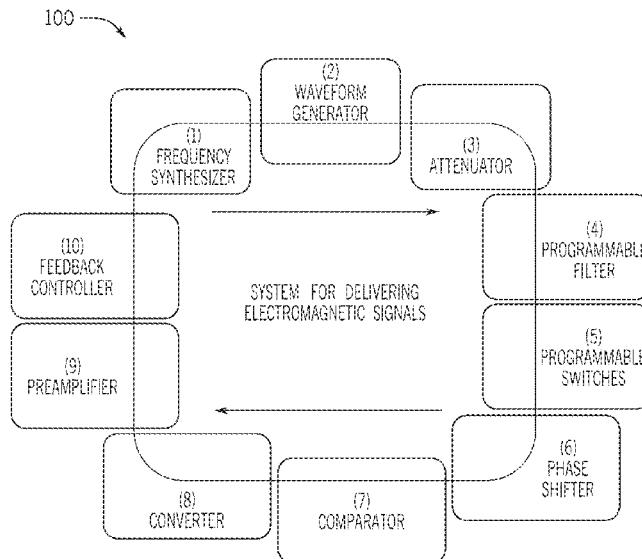 100
(1)
FREQUENCY
SYNTHESIZER
(2)
WAVEFORM
GENERATOR
(3)
ATTENUATOR
(4)
PROGRAMMABLE
FILTER
(5)
PROGRAMMABLE
SWITCHES
(6)
PHASE
SHIFTER
(7)
COMPARATOR
(8)
CONVERTER
(9)
PREAMPLIFIER
(10)
FEEDBACK
CONTROLLER
SYSTEM FOR DELIVERING
ELECTROMAGNETIC SIGNALS